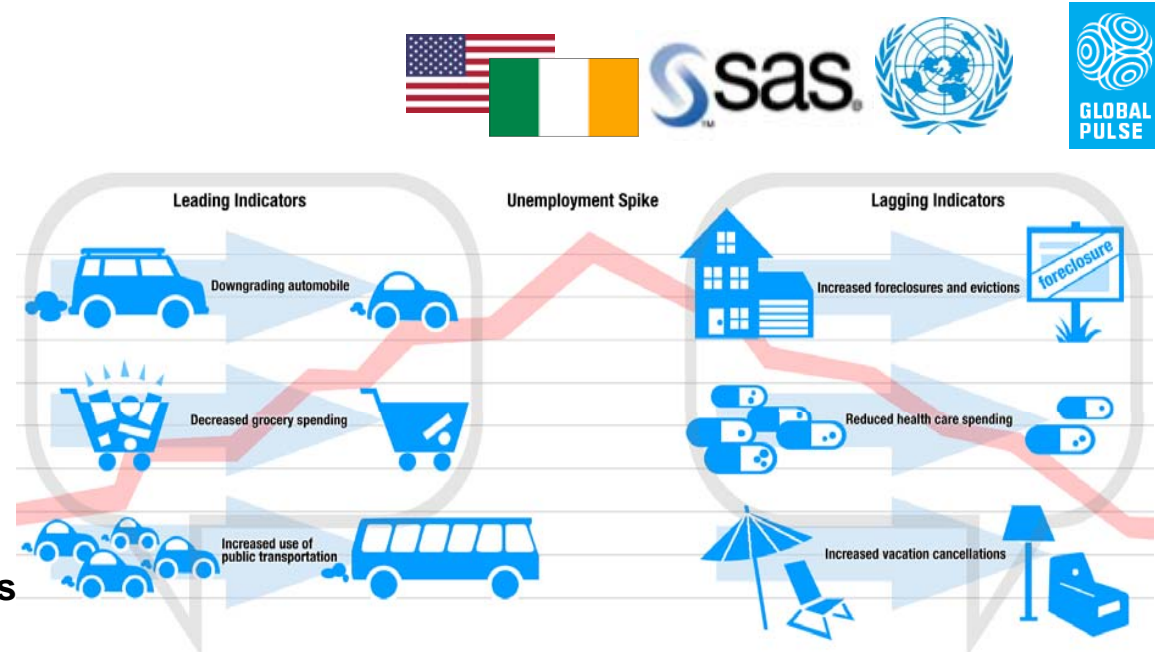 sas
TM
®
GLOBAL
PULSE
Leading Indicators
Unemployment Spike
Lagging Indicators
Downgrading automobile
Increased foreclosures and evictions
foreclosure
Decreased grocery spending
Reduced health care spending
Increased use of
public transportation
Increased vacation cancellations
s